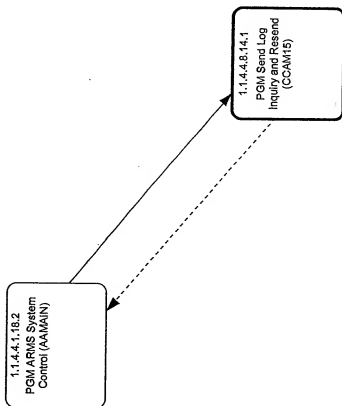 1.1.4.4.1.18.2
PGM ARMS System
Control (AAMAIN)
1.1.4.4.8.14.1
PGM Send Log
Inquiry and Resend
(CCAM15)